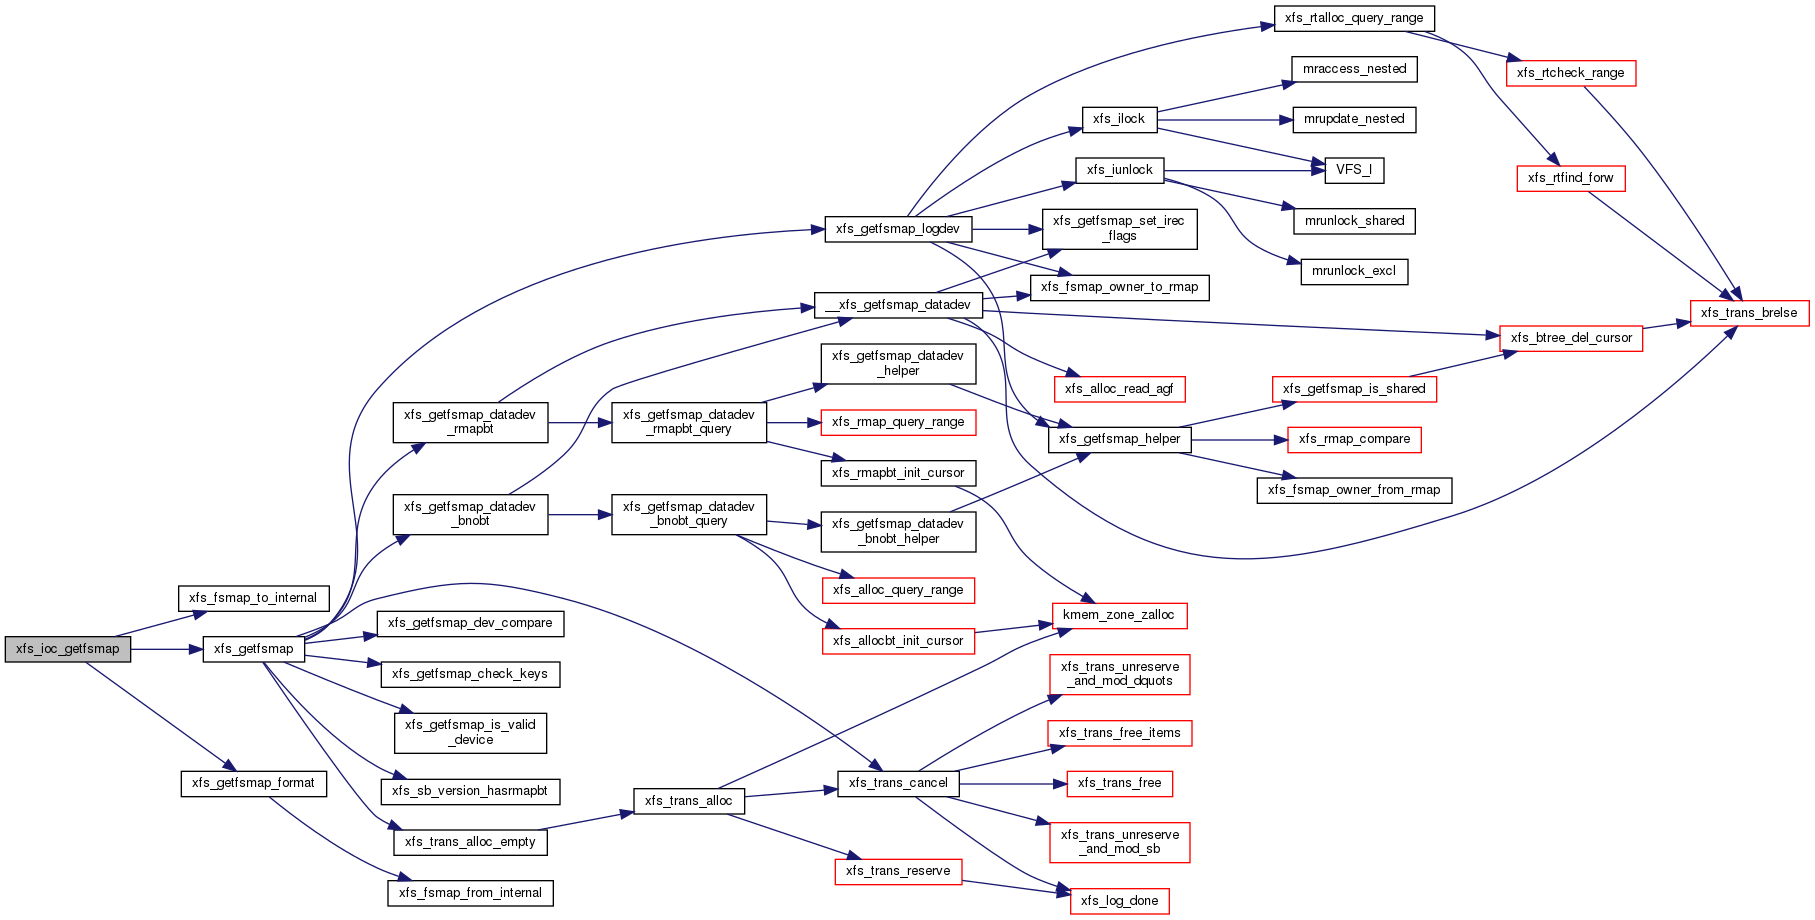 xfs_rtalloc_query_range
mraccess_nested
xfs_rtcheck_range
xfs_ilock
mrupdate_nested
xfs_iunlock
VFS_I
xfs_rtfind_forw
xfs_getfsmap_logdev
xfs_getfsmap_set_irec
_flags
mrunlock_shared
mrunlock_excl
xfs_fsmap_owner_to_rmap
__xfs_getfsmap_datadev
xfs_trans_brelse
xfs_btree_del_cursor
xfs_getfsmap_datadev
_helper
xfs_alloc_read_agf
xfs_getfsmap_is_shared
xfs_getfsmap_datadev
_rmapbt
xfs_getfsmap_datadev
_rmapbt_query
xfs_rmap_query_range
xfs_getfsmap_helper
xfs_rmap_compare
xfs_rmapbt_init_cursor
xfs_fsmap_owner_from_rmap
xfs_getfsmap_datadev
_bnobt
xfs_getfsmap_datadev
_bnobt_query
xfs_getfsmap_datadev
_bnobt_helper
xfs_fsmap_to_internal
xfs_alloc_query_range
kmem_zone_zalloc
xfs_getfsmap_dev_compare
xfs_allocbt_init_cursor
xfs_ioc_getfsmap
xfs_getfsmap
xfs_getfsmap_check_keys
xfs_trans_unreserve
_and_mod_dquots
xfs_getfsmap_is_valid
_device
xfs_trans_free_items
xfs_getfsmap_format
xfs_sb_version_hasrmapbt
xfs_trans_alloc
xfs_trans_cancel
xfs_trans_free
xfs_trans_alloc_empty
xfs_trans_unreserve
_and_mod_sb
xfs_trans_reserve
xfs_fsmap_from_internal
xfs_log_done